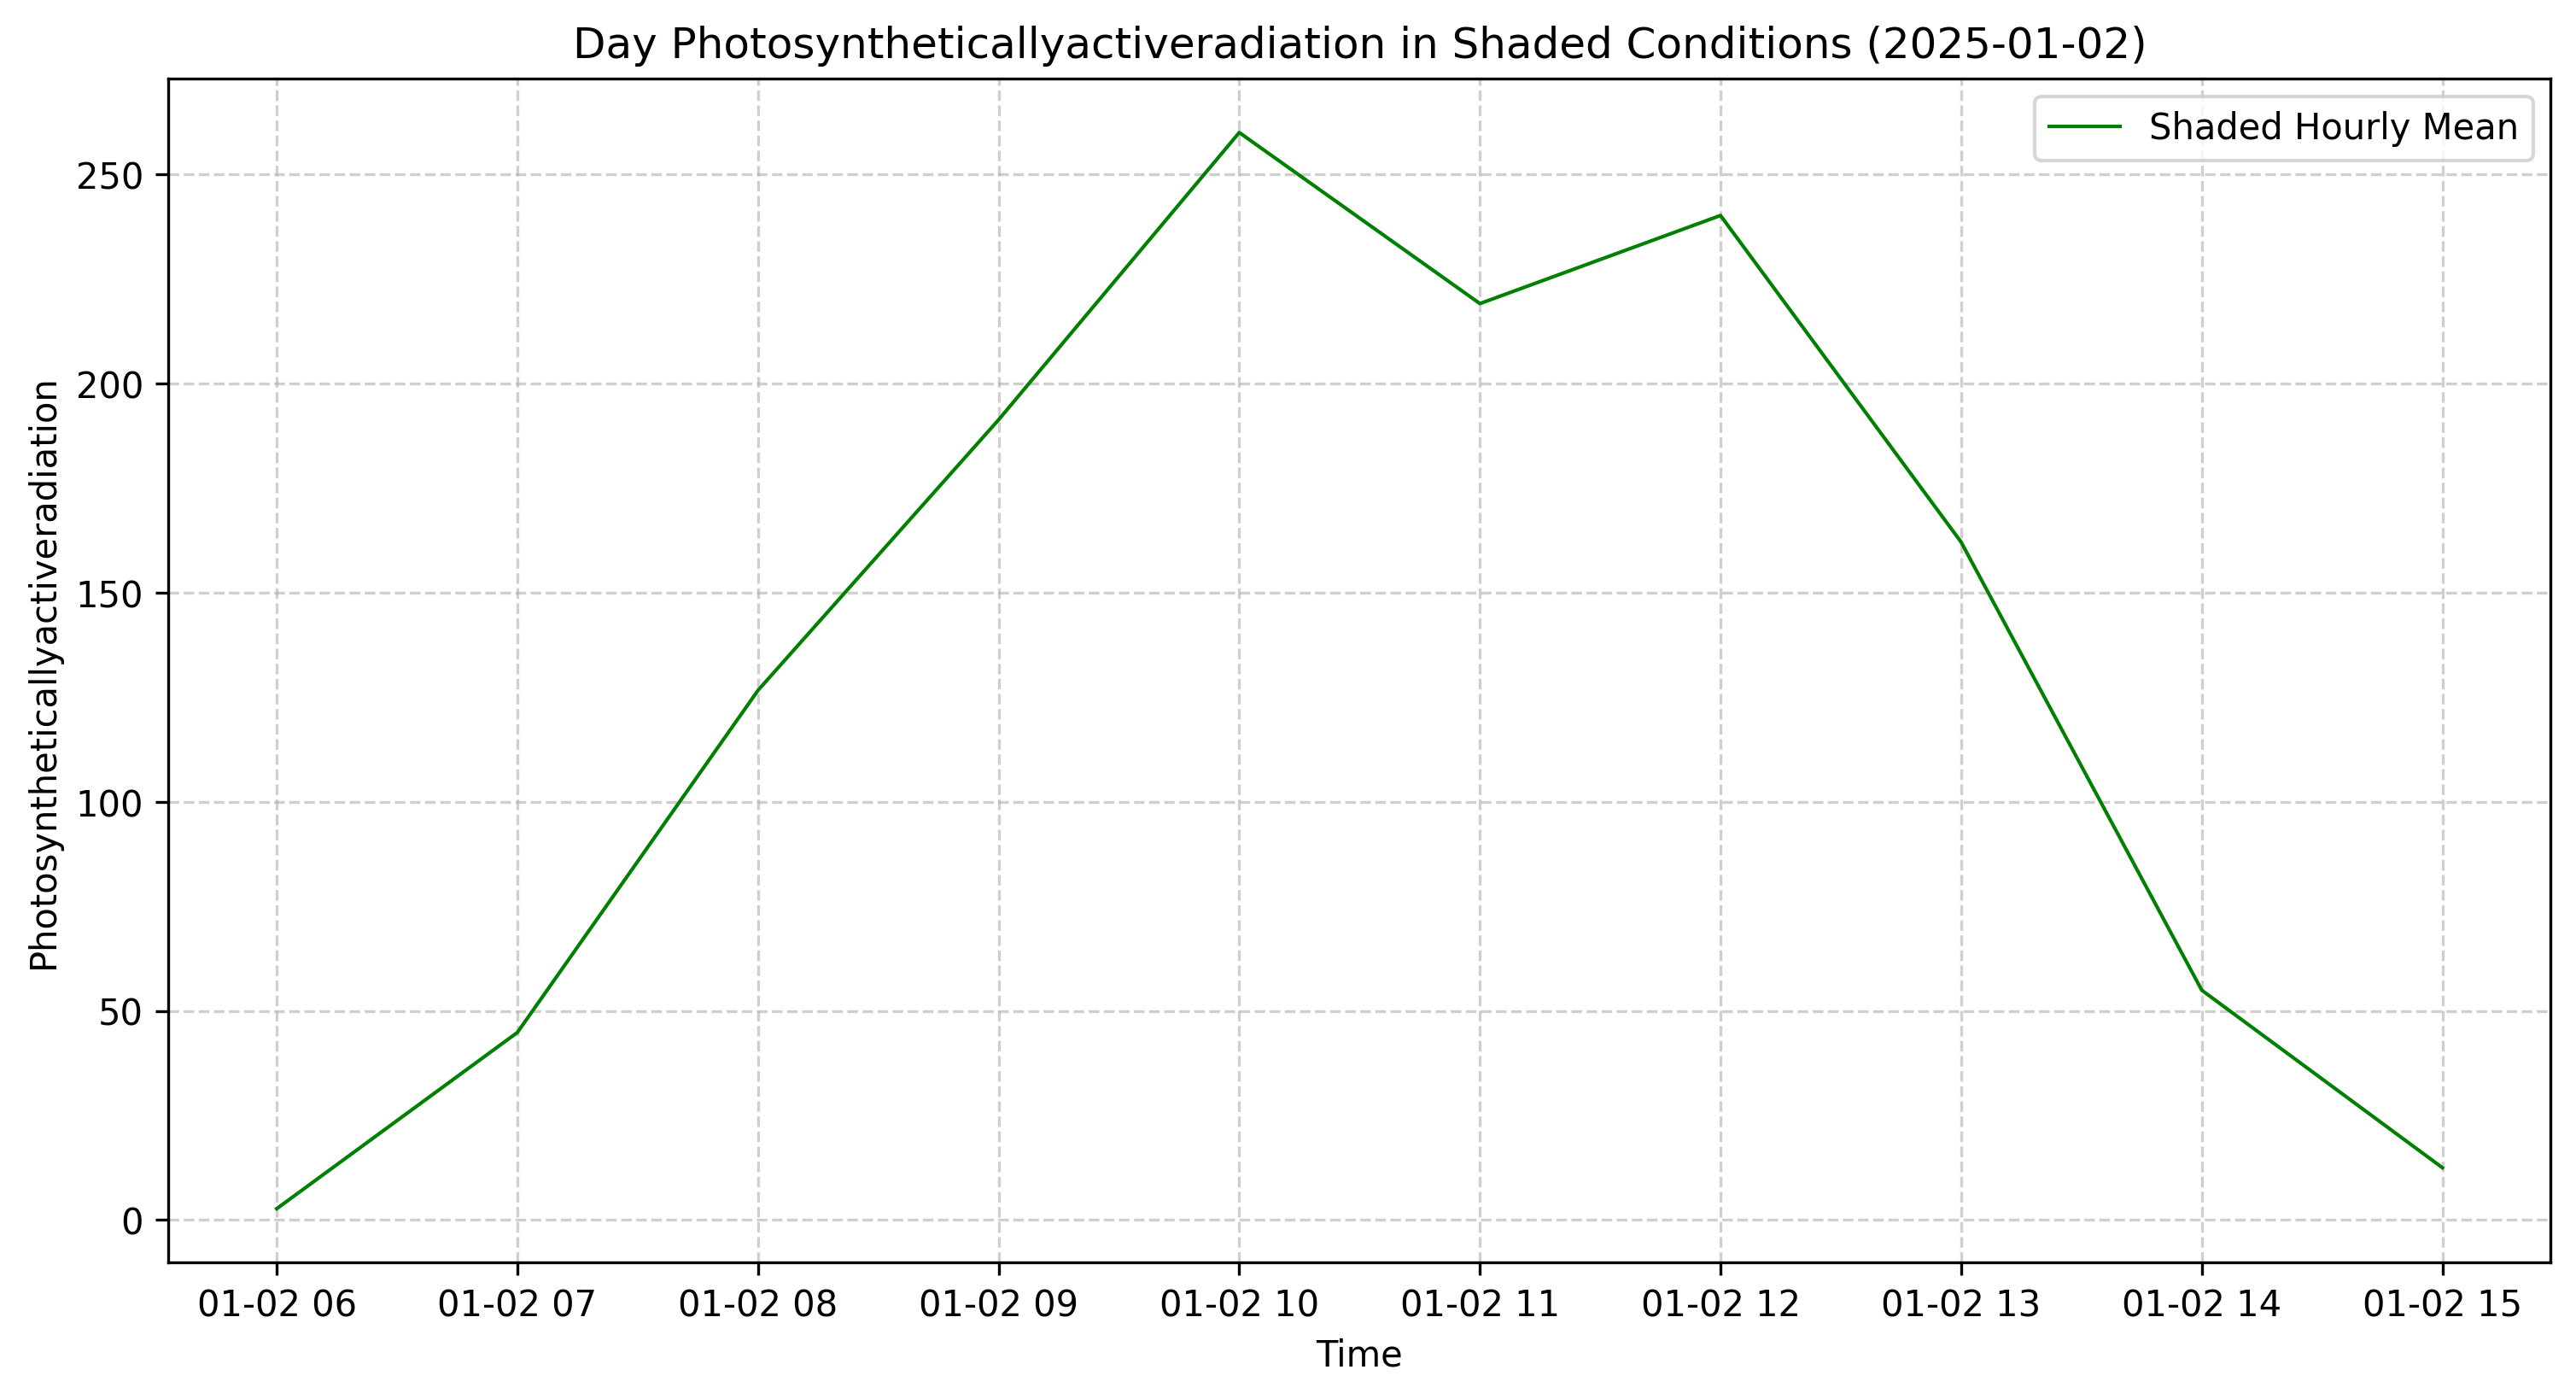 Day Photosyntheticallyactiveradiation in Shaded Conditions (2025-01-02)
Shaded Hourly Mean
Photosyntheticallyactiveradiation
250
200
150
100
50
0
01-02 06 01-02 07 01-02 08 01-02 09 01-02 10 01-02 11 01-02 12 01-02 13 01-02 14 01-02 15
Time